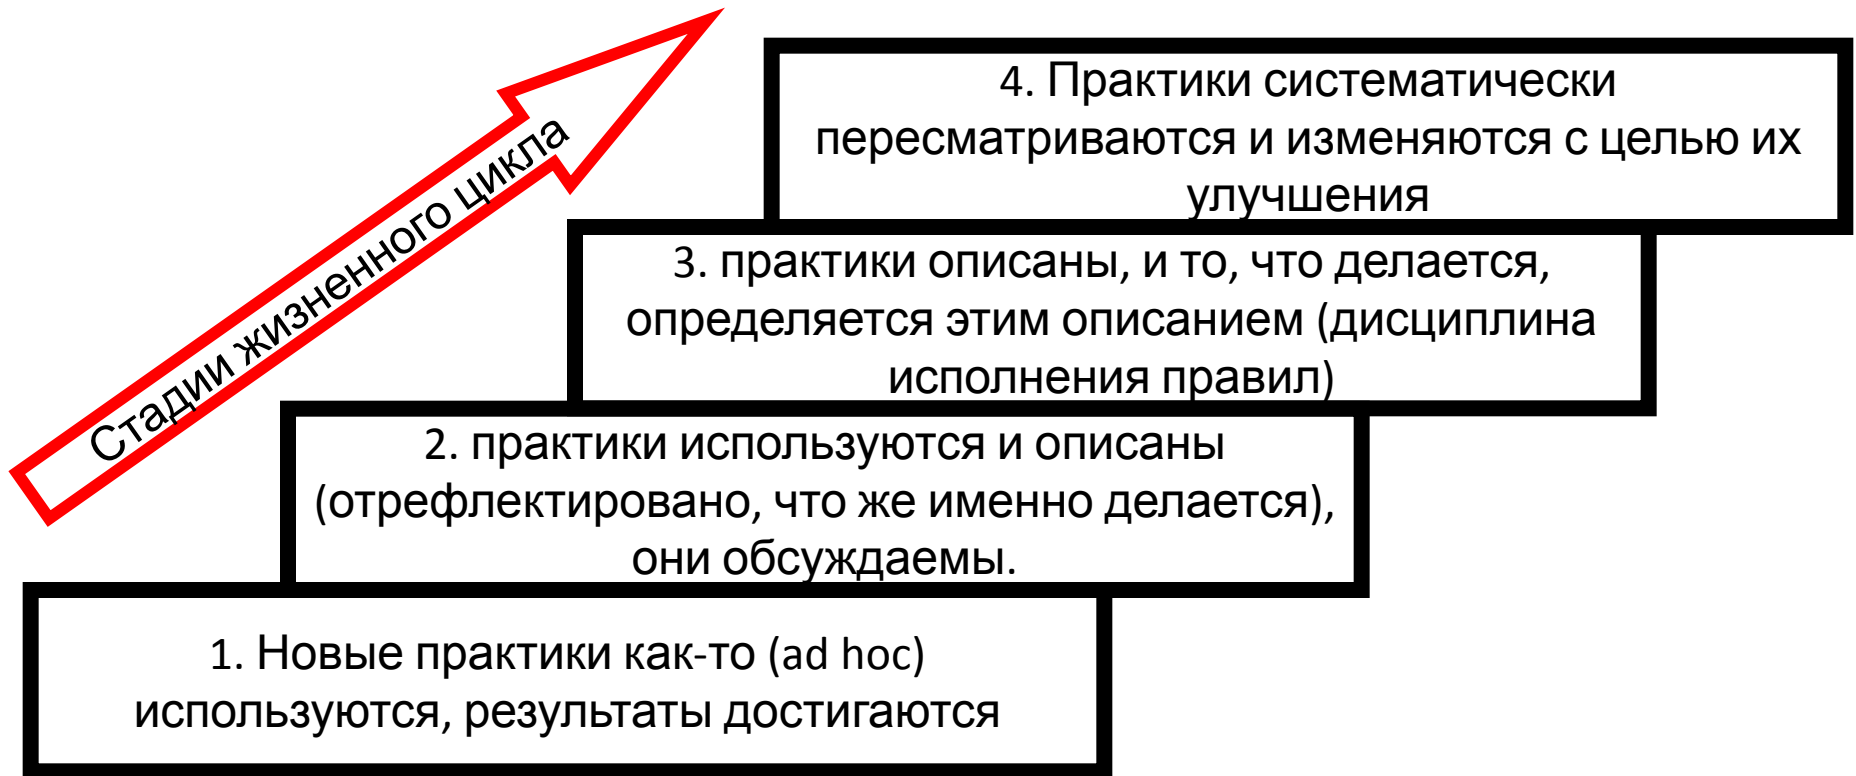 Стадии жизненного цикла
4. Практики систематически
пересматриваются и изменяются с целью их
улучшения
3. практики описаны, и то, что делается,
определяется этим описанием (дисциплина
исполнения правил)
2. практики используются и описаны
(отрефлектировано, что же именно делается),
они обсуждаемы.
1. Новые практики как-то (ad hoc)
используются, результаты достигаются